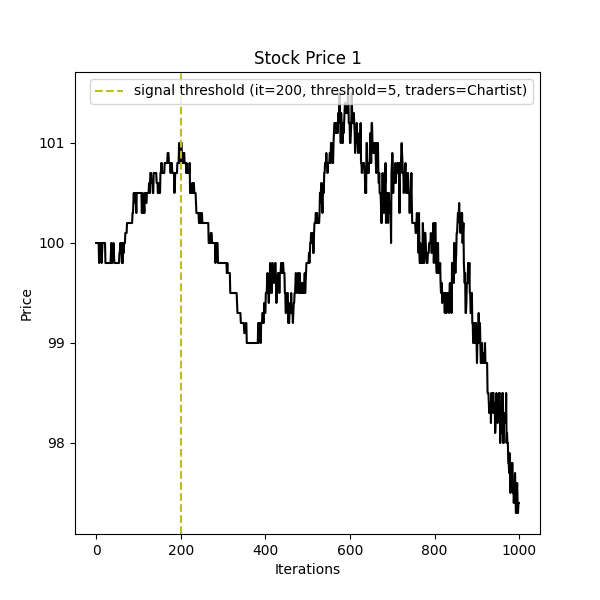 Stock Price 1
signal threshold (it=200, threshold=5, traders=Chartist)
101
100
99
98
Price
0 200 400 600 800 1000
Iterations